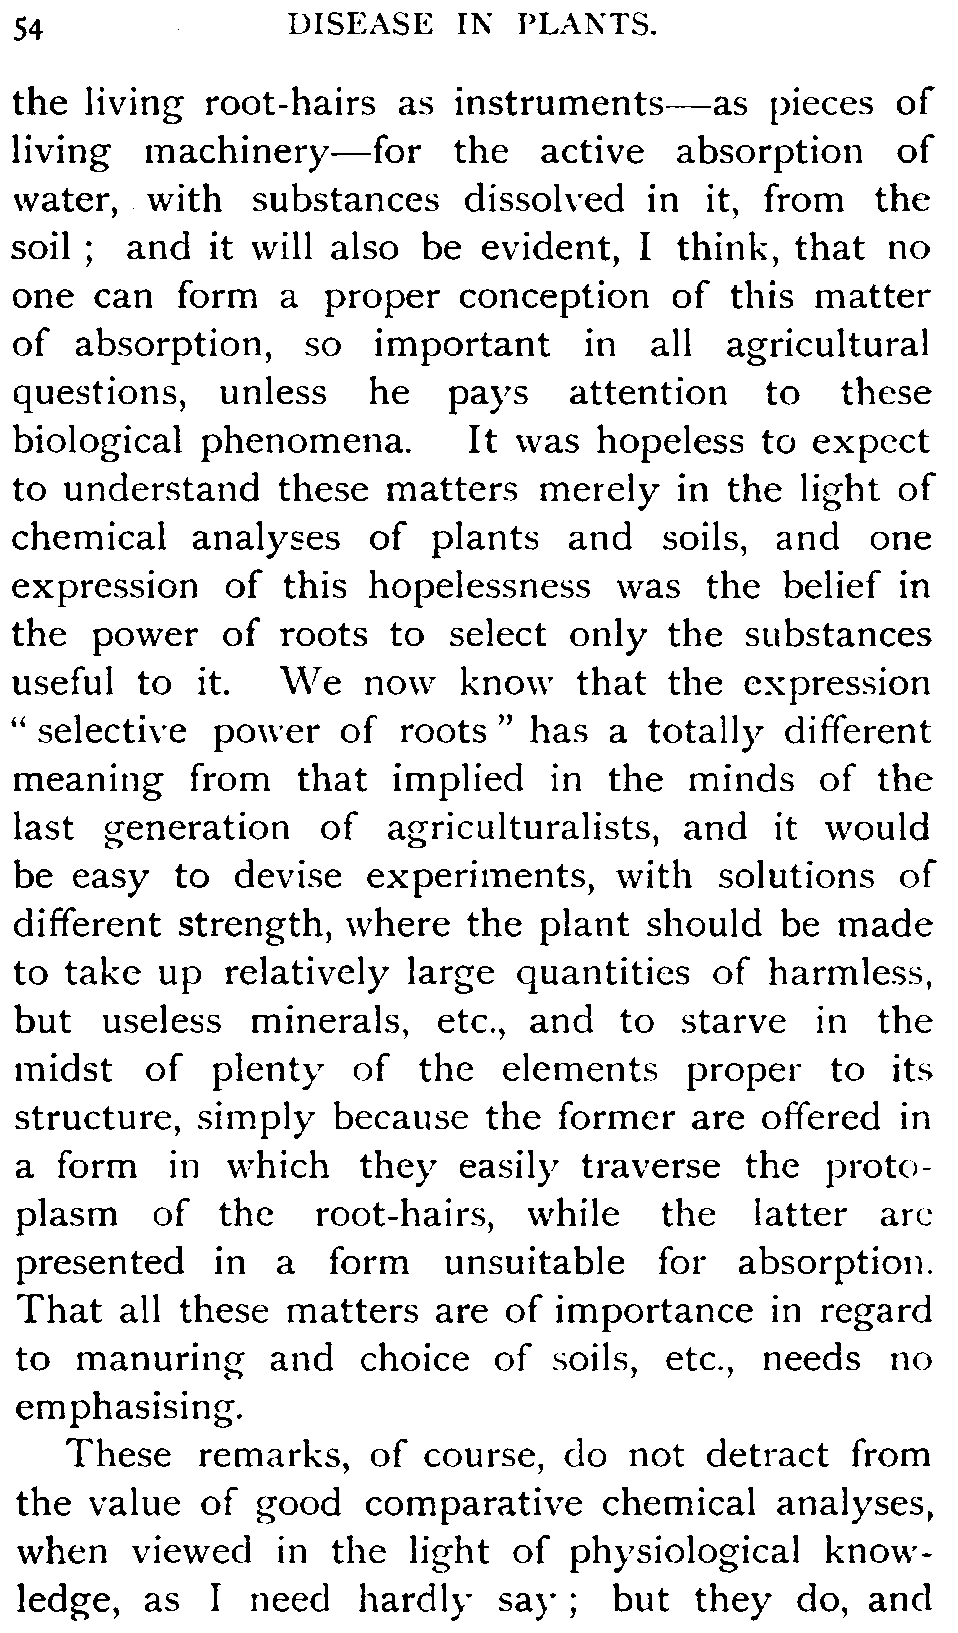 54 DISEASE IN PLANTS.
the living root-hairs as instruments—as pieces of
living machinery—for the active absorption of
water, with substances dissolved in it, from the
soil ; and it will also be evident, I think, that no
one can form a proper conception of this matter
of absorption, so important in all agricultural
questions, unless he pays attention to these
biological phenomena. It was hopeless to expect
to understand these matters merely in the light of
chemical analyses of plants and soils, and one
expression of this hopelessness was the belief in
the power of roots to select only the substances
useful to it. We now know that the expression
“ selective power of roots ” has a totally different
meaning from that implied in the minds of the
last generation of agriculturalists, and it would
be easy to devise experiments, with solutions of
different strength, where the plant should be made
to take up relatively large quantities of harmless,
but useless minerals, etc., and to starve in the
midst of plenty of the elements proper to its
structure, simply because the former are offered in
a form in which they easily traverse the proto-
plasm of the root-hairs, while the latter are
presented in a form unsuitable for absorption.
That all these matters are of importance in regard
to manuring and choice of soils, etc., needs no
emphasising.
These remarks, of course, do not detract from
the value of good comparative chemical analyses,
when viewed in the light of physiological know-
ledge, as I need hardly say ; but they do, and